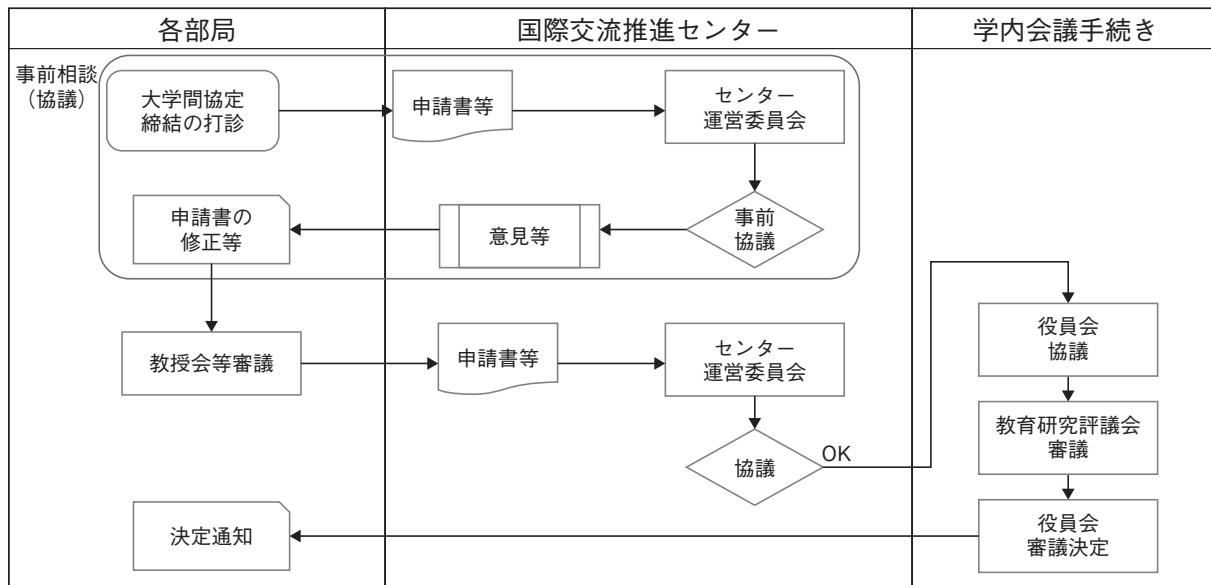 各部局
国際交流推進センター
学内会議手続き
事前相談
（協議）
大学間協定
締結の打診
申請書等
センター
運営委員会
申請書の
修正等
意見等
事前
協議
教授会等審議
申請書等
センター
運営委員会
役員会
協議
協議
OK
教育研究評議会
審議
決定通知
役員会
審議決定